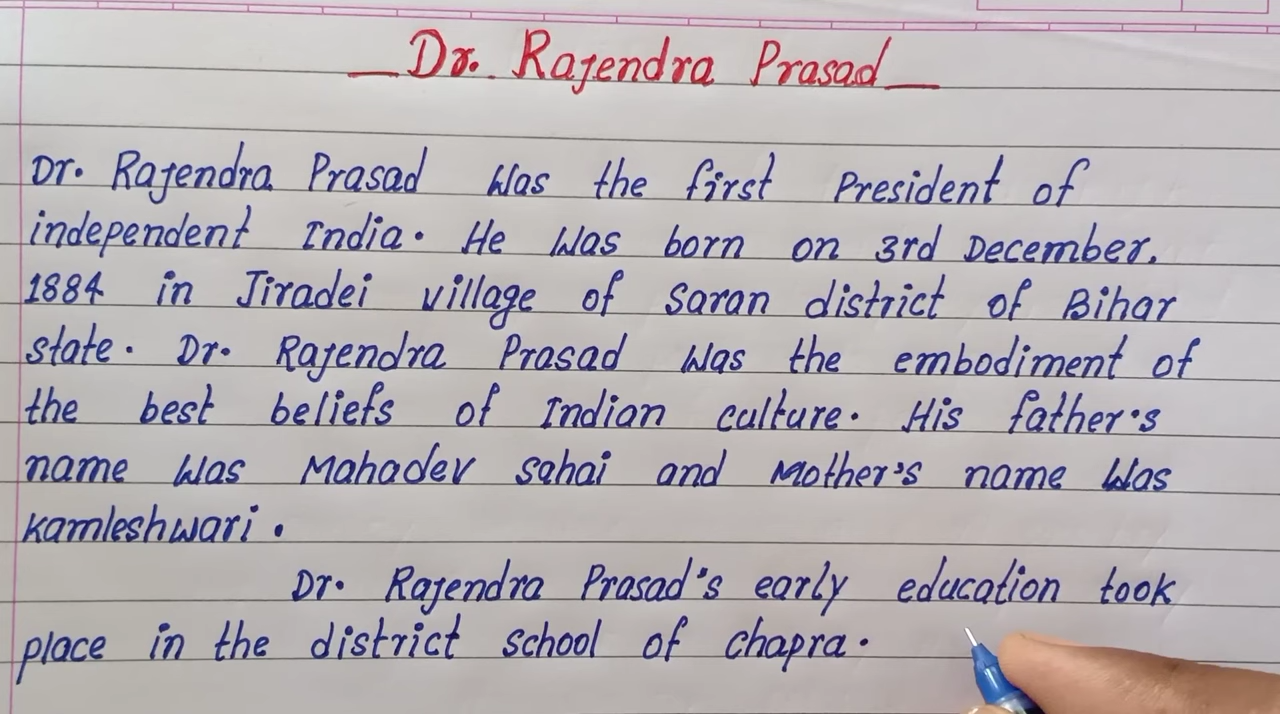 Dr. Rajendra Prasad
Dr. Rajendra Prasad was the first President of
independent India. He was born on 3rd December.
1884 in Jiradei village of saran district of Bihar
state. Dr. Rajendra Prasad was the embodiment of
the best beliefs of Indian culture. His father's
name was Mahadev sahai and Mother's name was
kamleshwari.
Dr. Rajendra Prasad's early education took
place in the district school of chapra.